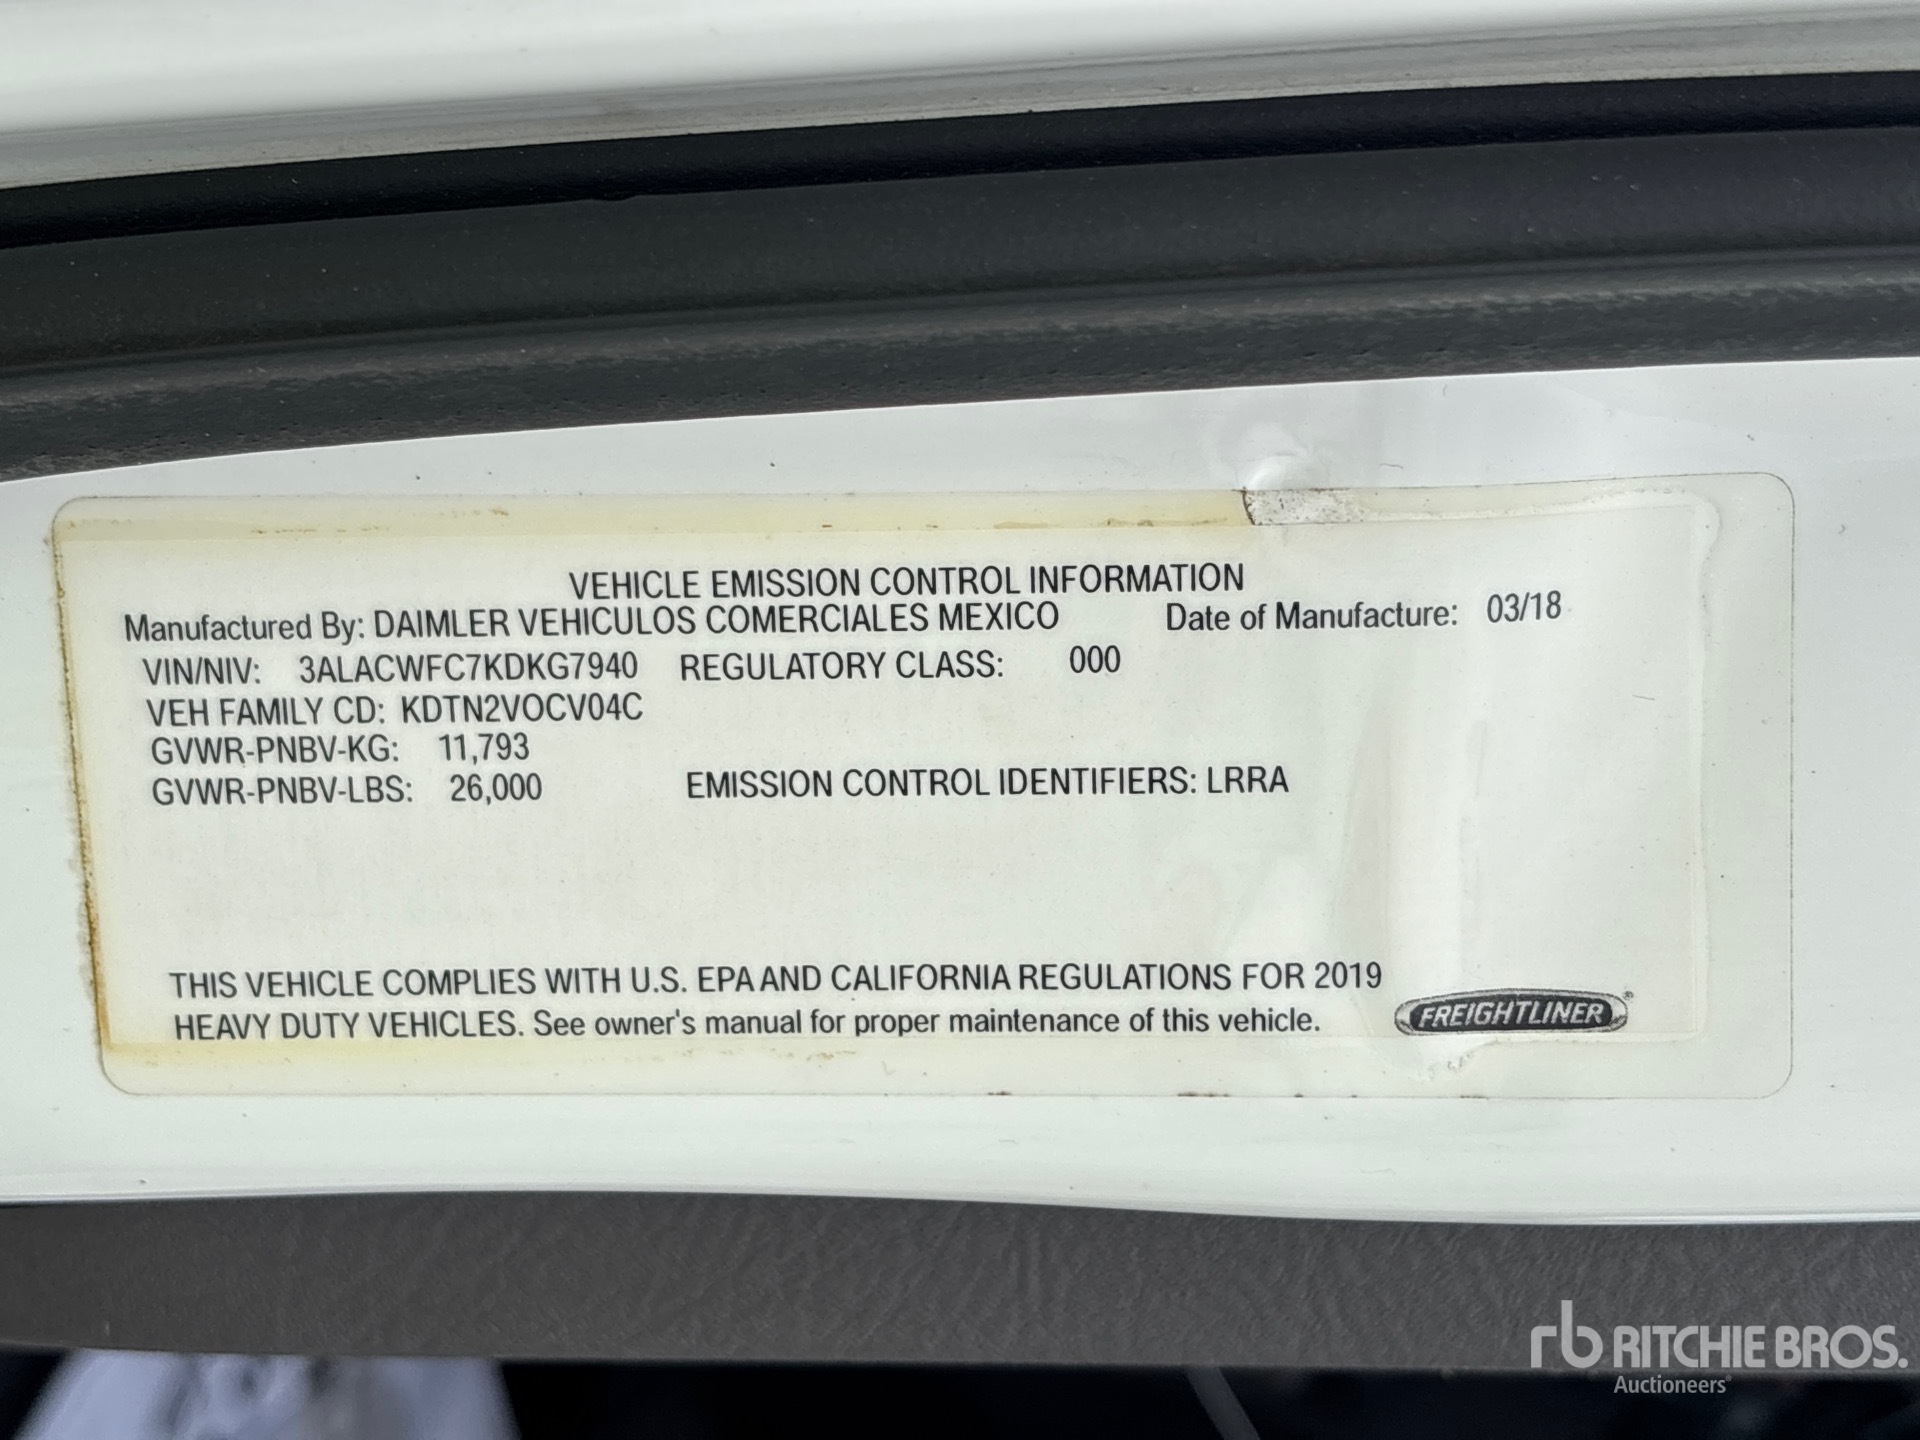 VEHICLE EMISSION CONTROL INFORMATION
Manufactured By: DAIMLER VEHICULOS COMERCIALES MEXICO Date of Manufacture: 03/18
VIN/NIV: 3ALACWFC7KDKG7940 REGULATORY CLASS: 000
VEH FAMILY CD: KDTN2VOCV04C
GVWR-PNBV-KG: 11,793
GVWR-PNBV-LBS: 26,000 EMISSION CONTROL IDENTIFIERS: LRRA
THIS VEHICLE COMPLIES WITH U.S. EPA AND CALIFORNIA REGULATIONS FOR 2019
HEAVY DUTY VEHICLES. See owner's manual for proper maintenance of this vehicle.
FREIGHTLINER®
rb RITCHIE BROS.
Auctioneers®